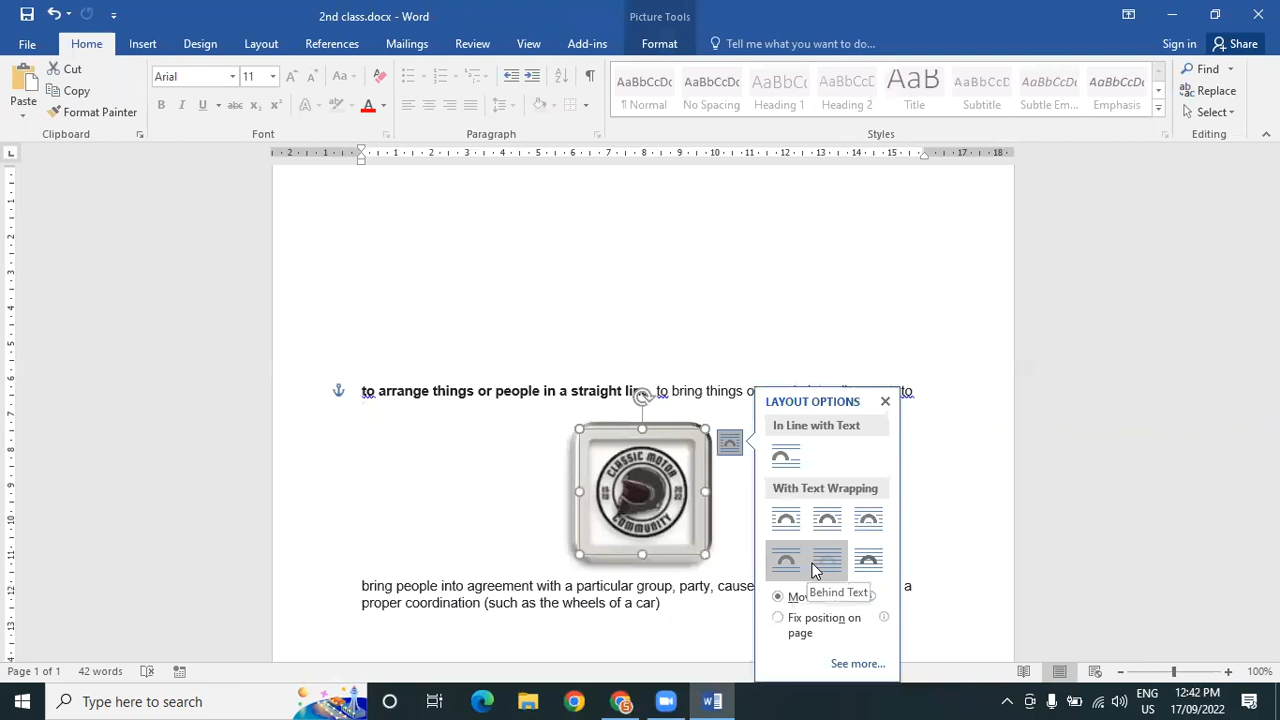 2nd class.docx - Word
Picture Tools
File
Home
Insert
Design
Layout
References
Mailings
Review
View
Add-ins
Format
Tell me what you want to do...
Sign in
Share
Paste
Cut
Copy
Format Painter
Clipboard
Arial
11
Font
Paragraph
AaBbCcDc
¶ Normal
AaBbCcDc
No Spacing
AaBbCc
Heading
AaBbCcC
Heading 2
AaB
Title
AaBbCcC
Subtitle
AaBbCcDc
Subtle Em...
AaBbCcDc
Emphasis
Styles
Find
Replace
Select
Editing
to arrange things or people in a straight
to bring things
to
CLASSIC MOTOR
COMMUNITY
bring people into agreement with a particular group, party, cause
a
proper coordination (such as the wheels of a car)
LAYOUT OPTIONS
In Line with Text
With Text Wrapping
Behind Text
Fix position on
page
See more...
Page 1 of 1
42 words
100%
Type here to search
ENG
US
12:42 PM
17/09/2022